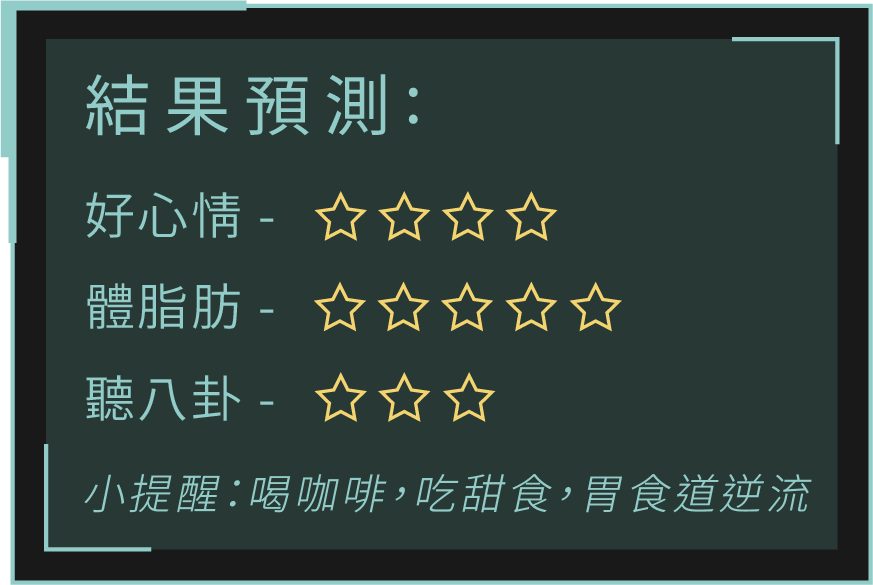 結果預測：
好心情 - ☆☆☆☆
體脂肪 - ☆☆☆☆☆
聽八卦 - ☆☆☆
小提醒：喝咖啡，吃甜食，胃食道逆流